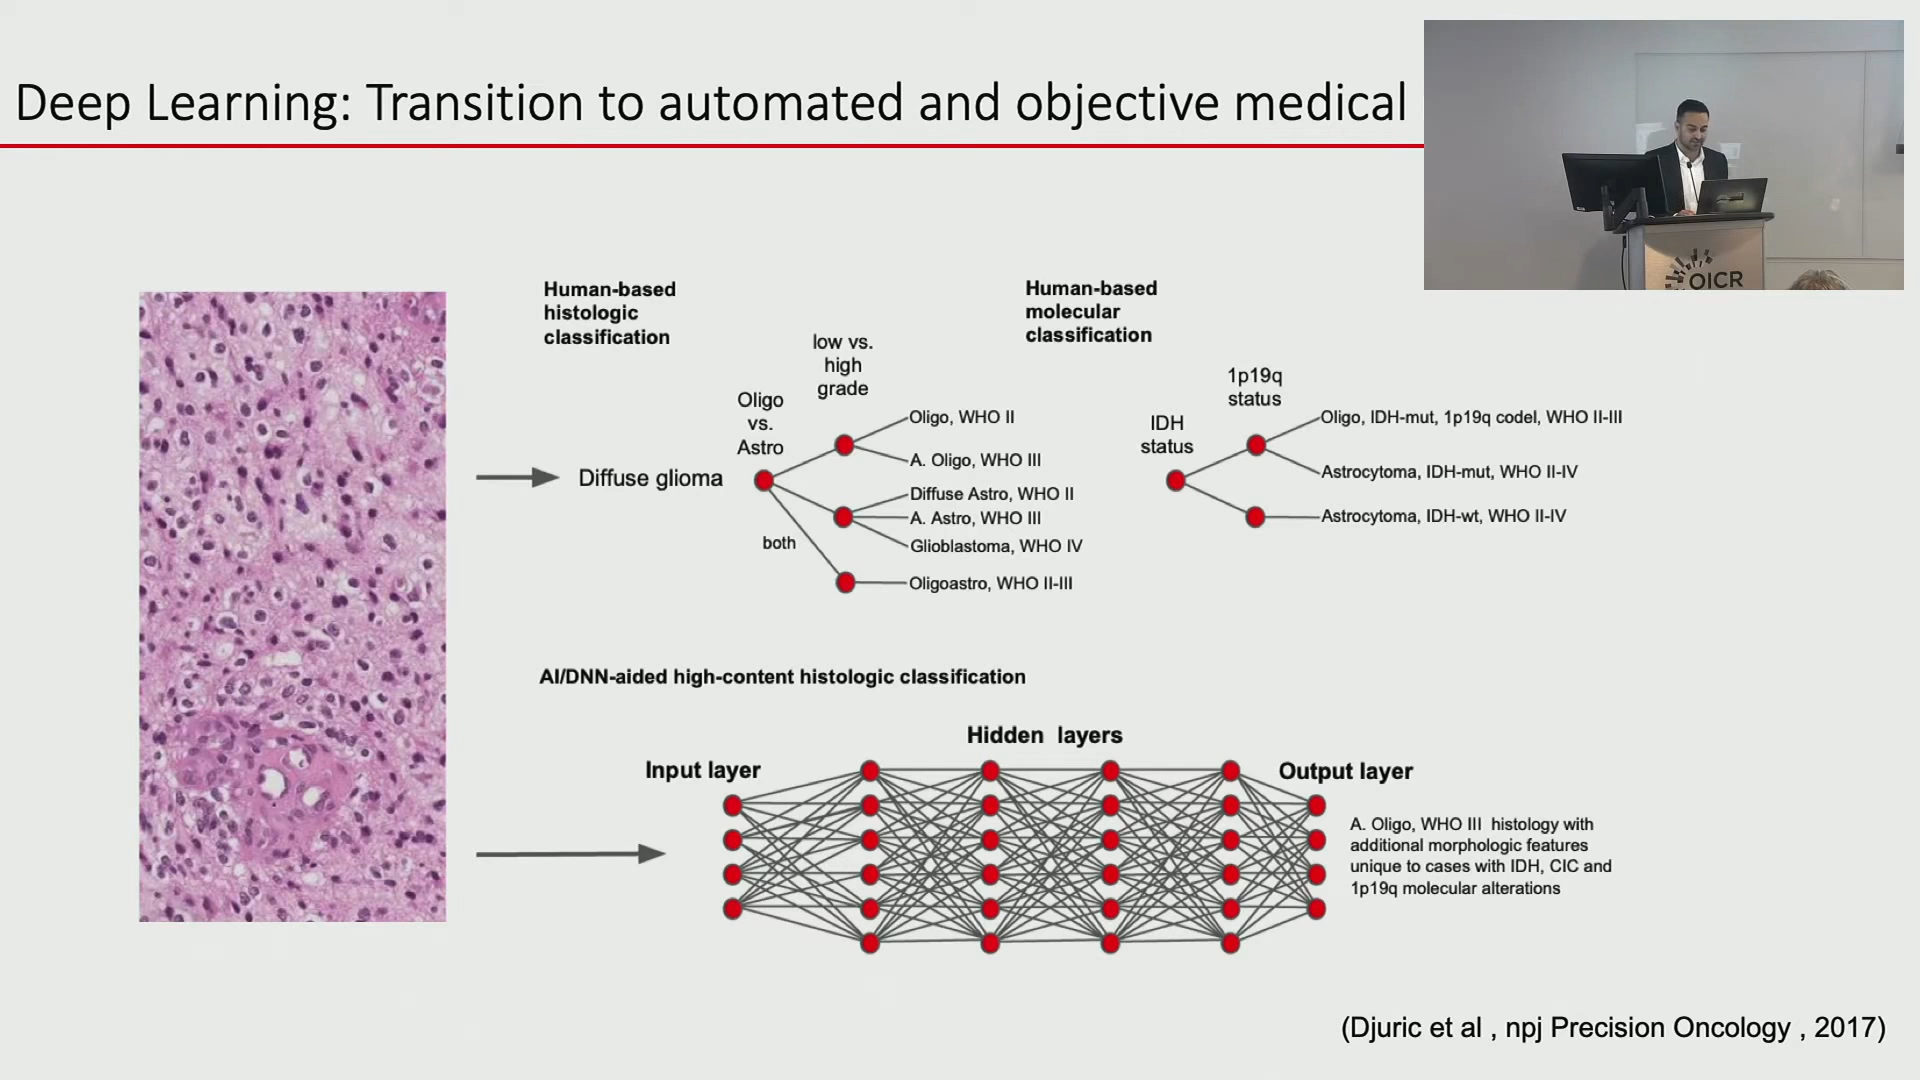 Deep Learning: Transition to automated and objective medical
OICR
Human-based
histologic
classification
low vs.
high
grade
Oligo
vs.
Astro
Diffuse glioma
both
Oligo, WHO II
A. Oligo, WHO III
Diffuse Astro, WHO II
A. Astro, WHO III
Glioblastoma, WHO IV
Oligoastro, WHO II-III
Human-based
molecular
classification
1p19q
status
IDH
status
Oligo, IDH-mut, 1p19q codel, WHO II-III
Astrocytoma, IDH-mut, WHO II-IV
Astrocytoma, IDH-wt, WHO II-IV
AI/DNN-aided high-content histologic classification
Hidden layers
Input layer
Output layer
A. Oligo, WHO III histology with
additional morphologic features
unique to cases with IDH, CIC and
1p19q molecular alterations
(Djuric et al , npj Precision Oncology , 2017)